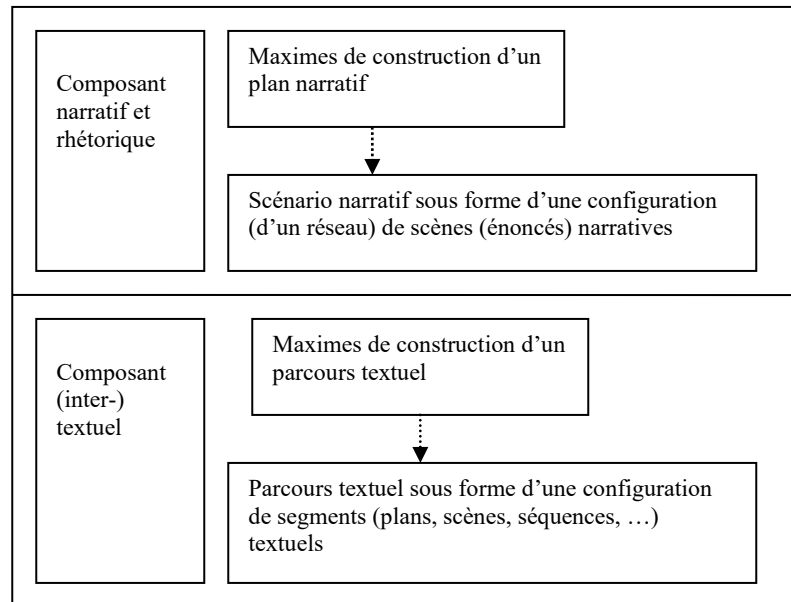 Composant
narratif et
rhétorique
Maximes de construction d’un
plan narratif
Scénario narratif sous forme d’une configuration
(d’un réseau) de scènes (énoncés) narratives
Composant
(inter-)
textuel
Maximes de construction d’un
parcours textuel
Parcours textuel sous forme d’une configuration
de segments (plans, scènes, séquences, …)
textuels